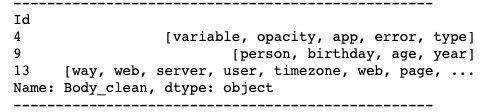 --------------------------------------------------
Id
4 [variable, opacity, app, error, type]
9 [person, birthday, age, year]
13 [way, web, server, user, timezone, web, page, ...
Name: Body_clean, dtype: object
--------------------------------------------------